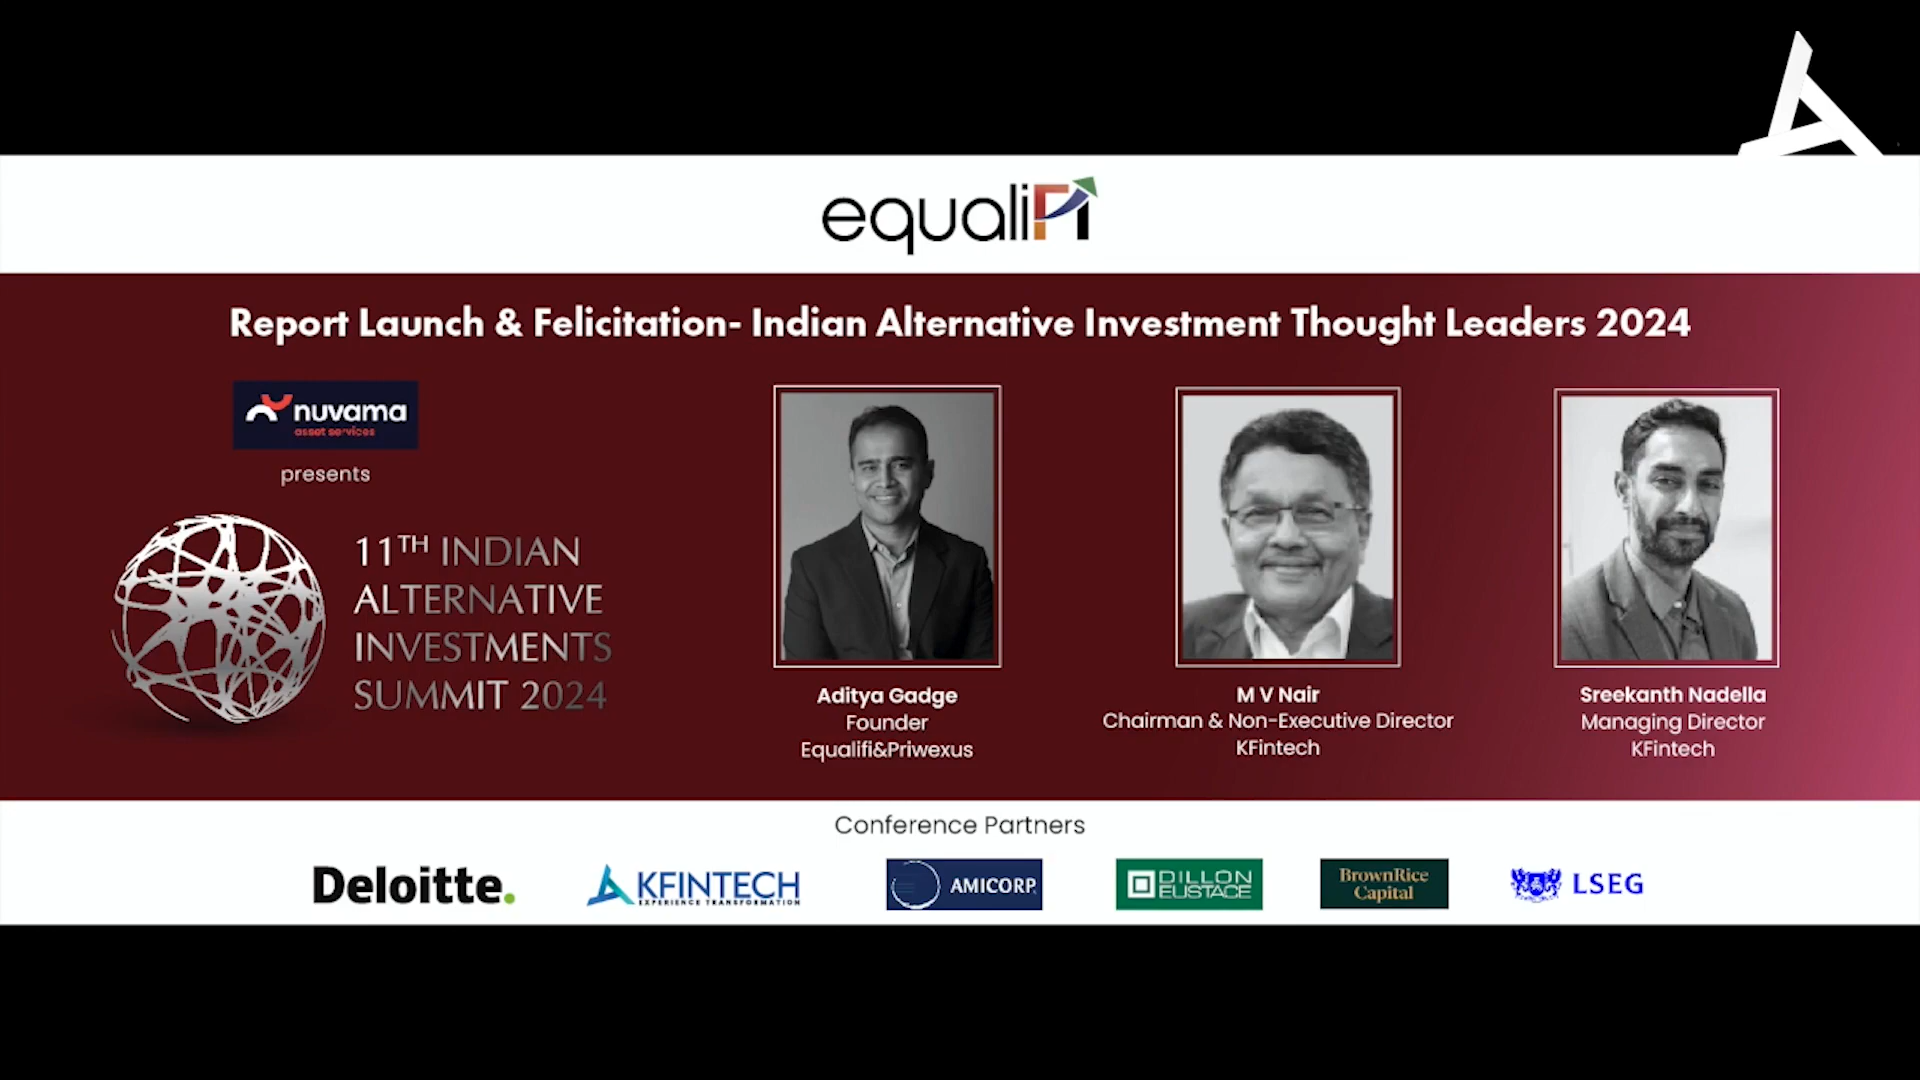 equaliFi
Report Launch & Felicitation- Indian Alternative Investment Thought Leaders 2024
nuvama
asset services
presents
11TH INDIAN
ALTERNATIVE
INVESTMENTS
SUMMIT 2024
Aditya Gadge
Founder
Equalifi&Priwexus
M V Nair
Chairman & Non-Executive Director
KFintech
Sreekanth Nadella
Managing Director
KFintech
Conference Partners
Deloitte.
KFINTECH
EXPERIENCE TRANSFORMATION
AMICORP
DILLON
EUSTACE
BrownRice
Capital
LSEG